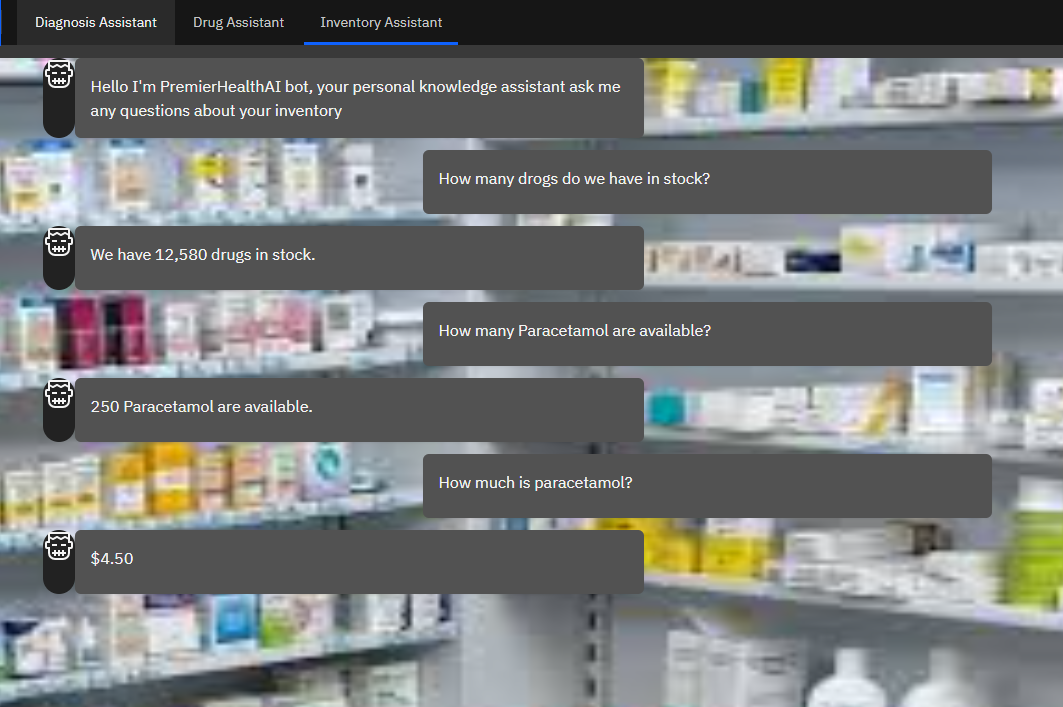 Diagnosis Assistant Drug Assistant Inventory Assistant
Hello I'm PremierHealthAI bot, your personal knowledge assistant ask me
any questions about your inventory
How many drogs do we have in stock?
We have 12,580 drugs in stock.
How many Paracetamol are available?
250 Paracetamol are available.
How much is paracetamol?
$4.50